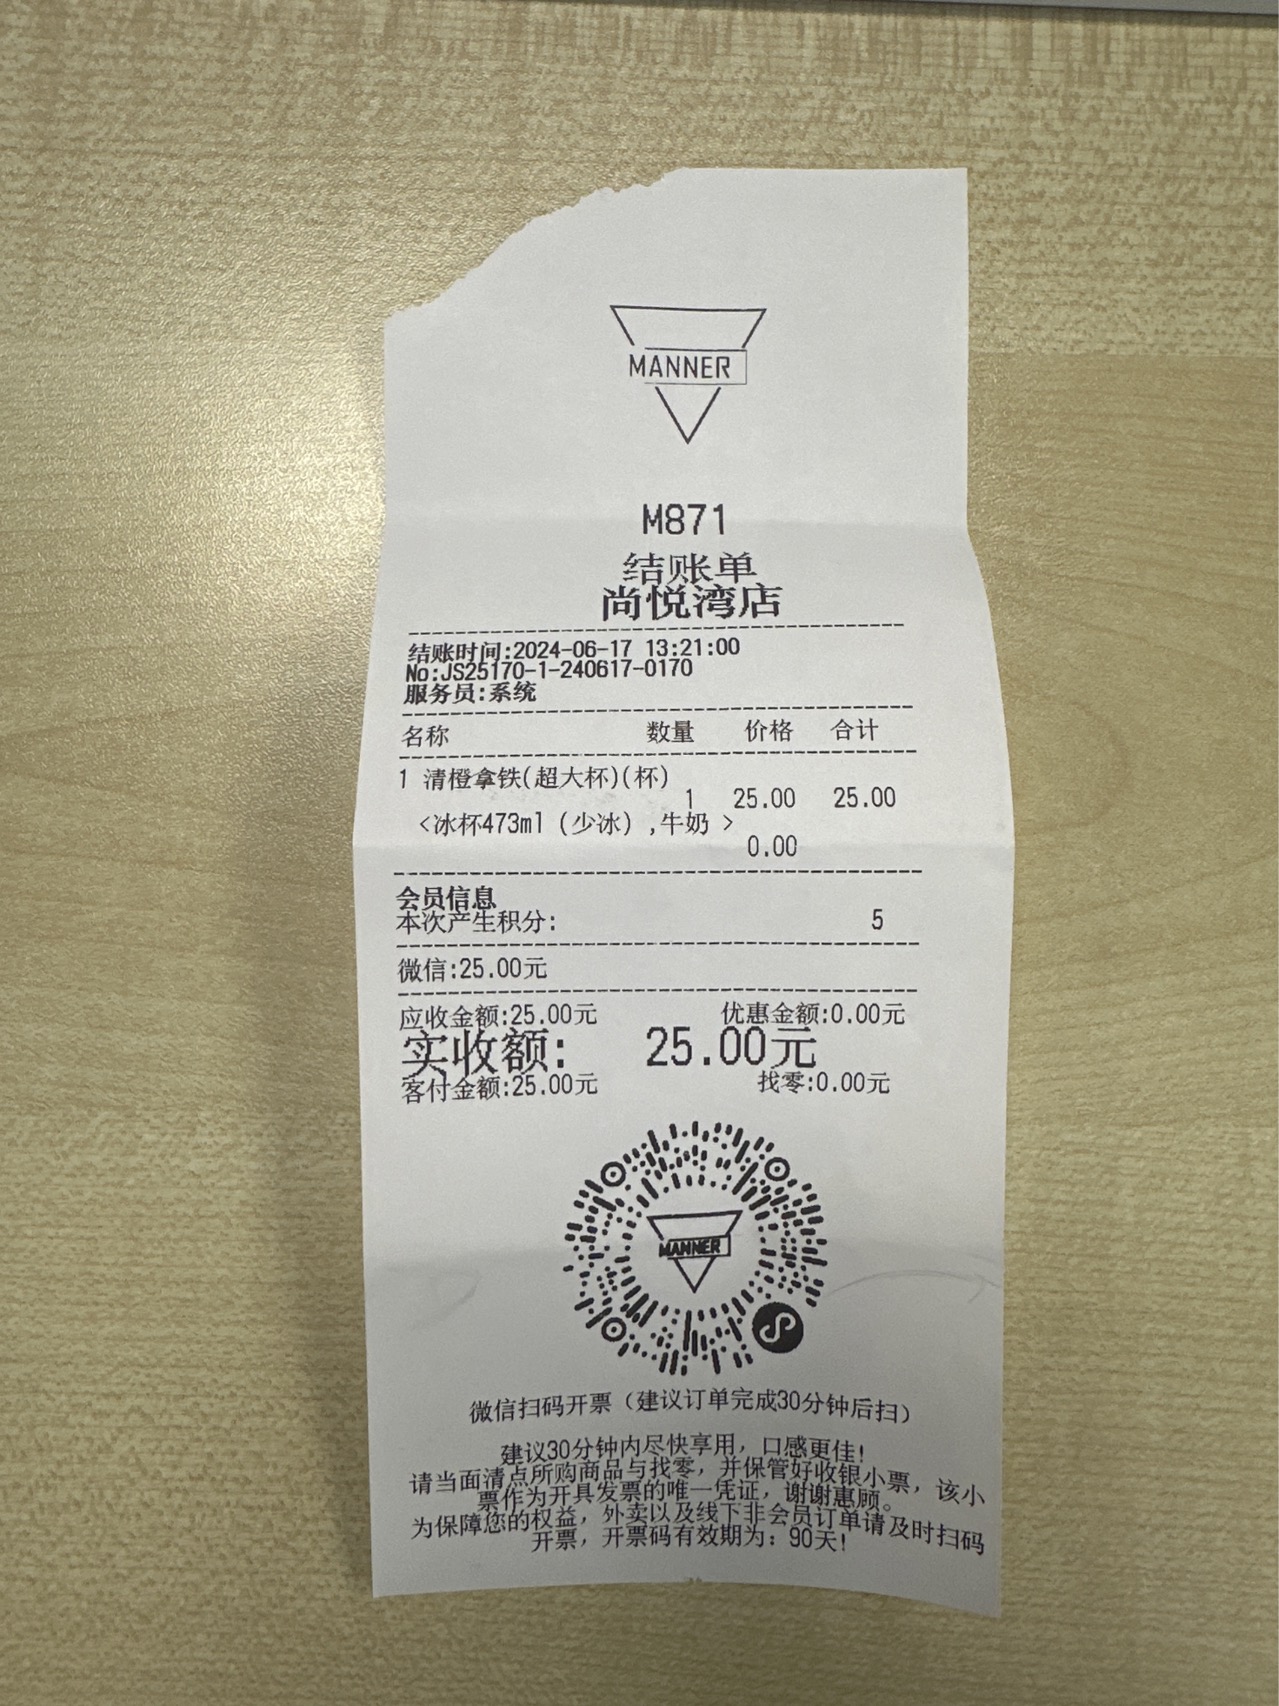 MANNER
M871
结账单
尚悦湾店
结账时间:2024-06-17 13:21:00
No:JS25170-1-240617-0170
服务员:系统
名称 数量 价格 合计
1 清橙拿铁(超大杯)(杯)
1 25.00 25.00
<冰杯473ml (少冰) ,牛奶 >
0.00
会员信息
本次产生积分: 5
微信:25.00元
应收金额:25.00元 优惠金额:0.00元
实收额: 25.00元
客付金额:25.00元 找零:0.00元
MANNER
微信扫码开票（建议订单完成30分钟后扫）
建议30分钟内尽快享用，口感更佳!
请当面清点所购商品与找零，并保管好收银小票，该小
票作为开具发票的唯一凭证，谢谢惠顾。
为保障您的权益，外卖以及线下非会员订单请及时扫码
开票，开票码有效期为：90天!